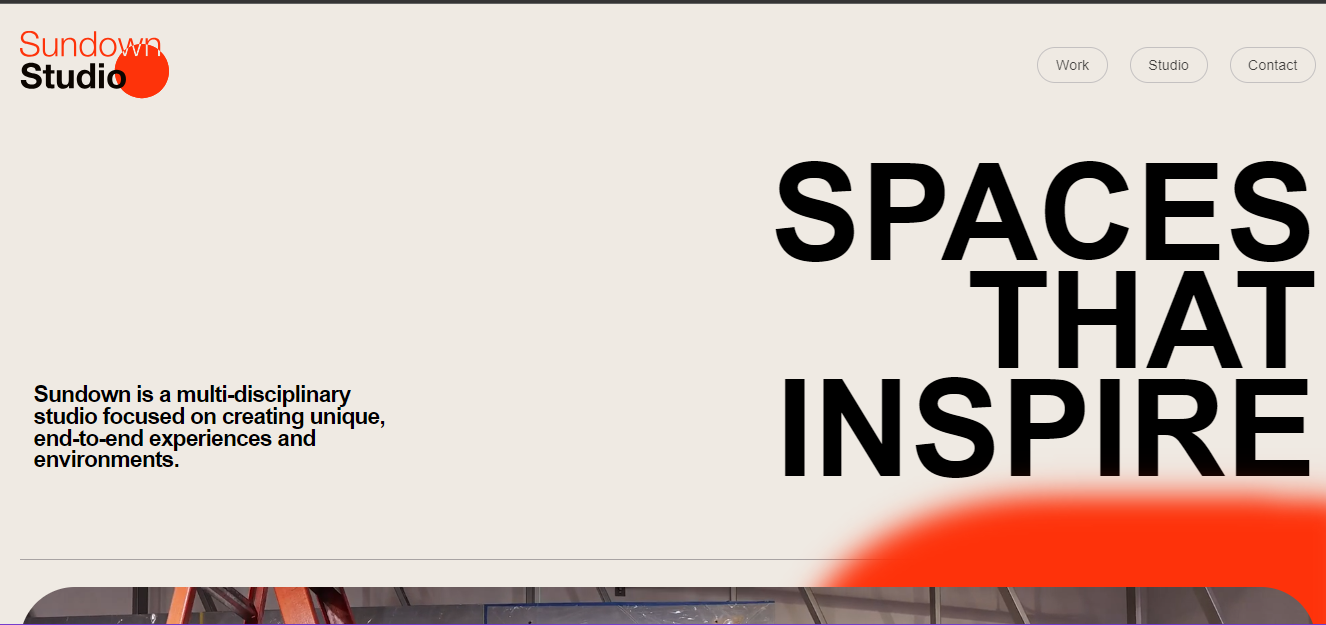 Sundown
Studio
Work
Studio
Contact
SPACES
THAT
INSPIRE
Sundown is a multi-disciplinary
studio focused on creating unique,
end-to-end experiences and
environments.